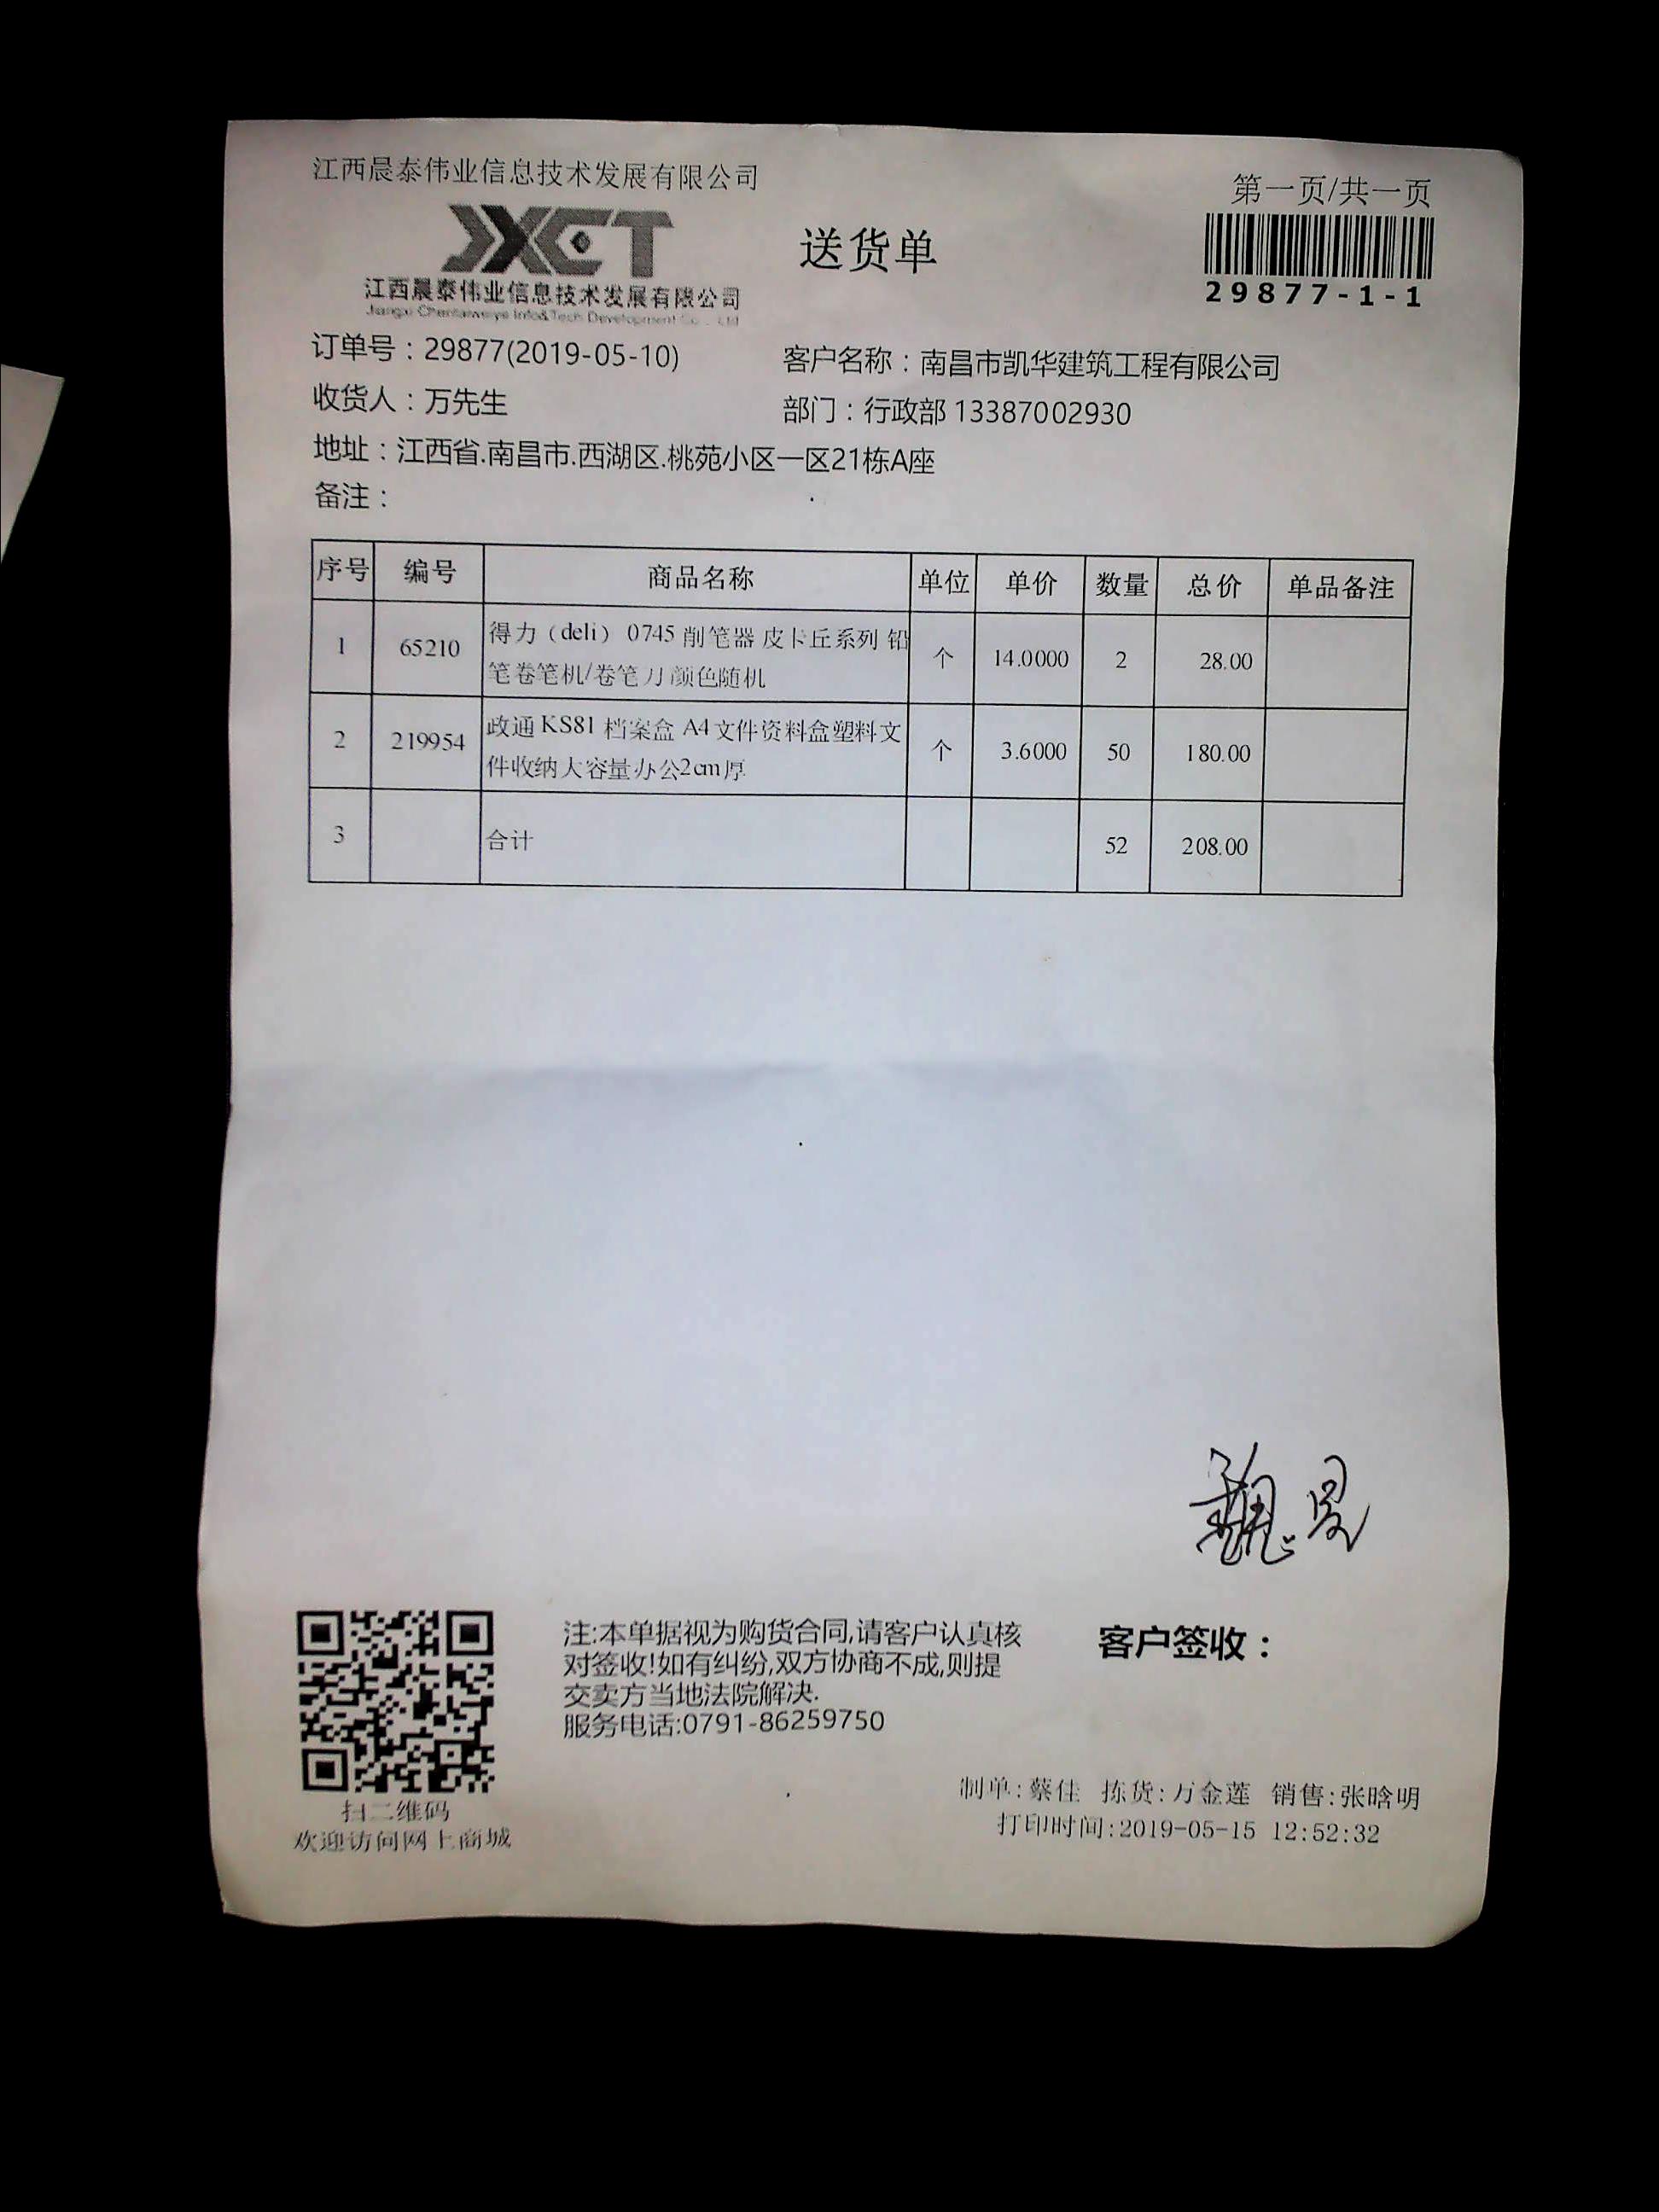 江西晨泰伟业信息技术发展有限公司
第一页/共一页
JXCT
送货单
江西晨泰伟业信息技术发展有限公司
Jiangxi Chentaiweiye Info&Tech Development Co., Ltd
29877-1-1
订单号：29877(2019-05-10)
客户名称：南昌市凯华建筑工程有限公司
收货人：万先生
部门：行政部 13387002930
地址：江西省.南昌市.西湖区.桃苑小区一区21栋A座
备注：
序号 编号 商品名称 单位 单价 数量 总价 单品备注
1 65210 得力（deli）0745 削笔器 皮卡丘系列 铅 个 14.0000 2 28.00
笔卷笔机/卷笔刀 颜色随机
2 219954 政通 KS81 档案盒 A4文件资料盒塑料文 个 3.6000 50 180.00
件收纳大容量办公2cm厚
3 合计 52 208.00
注:本单据视为购货合同,请客户认真核
对签收!如有纠纷,双方协商不成,则提
交卖方当地法院解决.
服务电话:0791-86259750
客户签收：
扫二维码
欢迎访问网上商城
制单:蔡佳 拣货:万金莲 销售:张晗明
打印时间:2019-05-15 12:52:32